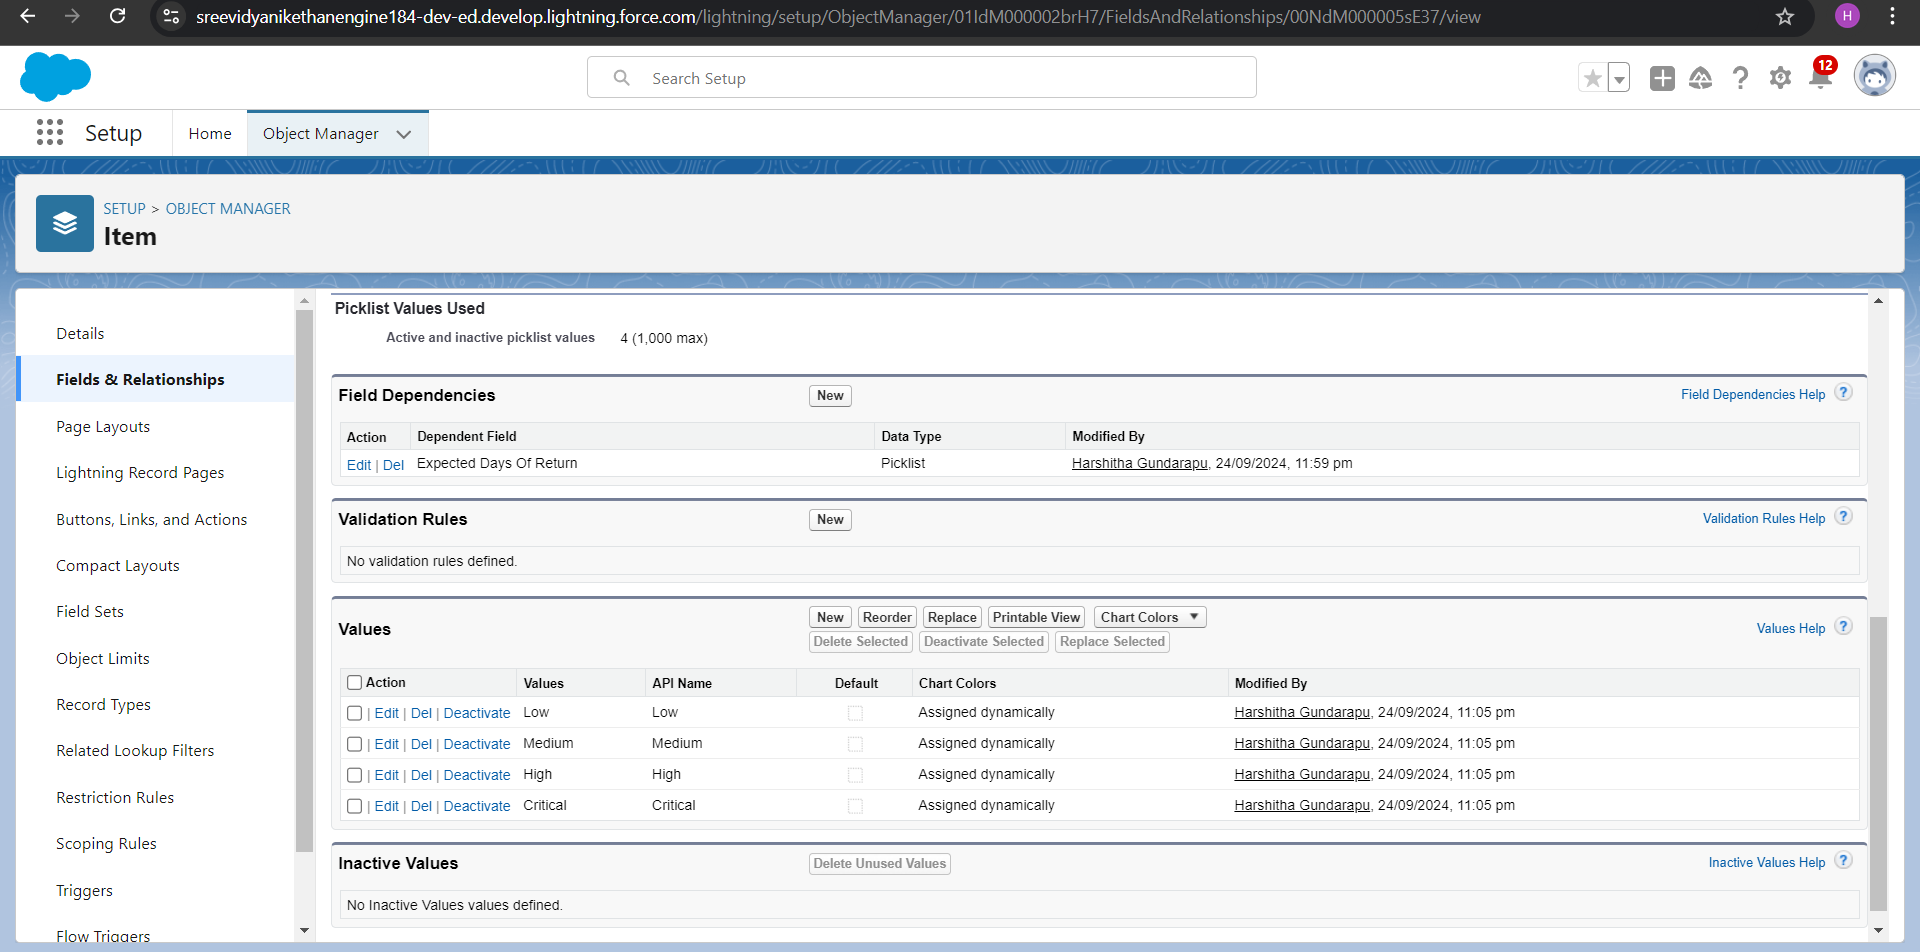 sreevidyanikethanengine184-dev-ed.develop.lightning.force.com/lightning/setup/ObjectManager/01IdM000002brH7/FieldsAndRelationships/00NdM000005sE37/view
H
Search Setup
12
Setup
Home
Object Manager
SETUP > OBJECT MANAGER
Item
Details
Fields & Relationships
Page Layouts
Lightning Record Pages
Buttons, Links, and Actions
Compact Layouts
Field Sets
Object Limits
Record Types
Related Lookup Filters
Restriction Rules
Scoping Rules
Triggers
Flow Triggers
Picklist Values Used
Active and inactive picklist values 4 (1,000 max)
Field Dependencies New Field Dependencies Help ?
Action Dependent Field Data Type Modified By
Edit | Del Expected Days Of Return Picklist Harshitha Gundarapu, 24/09/2024, 11:59 pm
Validation Rules New Validation Rules Help ?
No validation rules defined.
Values New Reorder Replace Printable View Chart Colors Values Help ?
Delete Selected Deactivate Selected Replace Selected
Action Values API Name Default Chart Colors Modified By
| Edit | Del | Deactivate Low Low Assigned dynamically Harshitha Gundarapu, 24/09/2024, 11:05 pm
| Edit | Del | Deactivate Medium Medium Assigned dynamically Harshitha Gundarapu, 24/09/2024, 11:05 pm
| Edit | Del | Deactivate High High Assigned dynamically Harshitha Gundarapu, 24/09/2024, 11:05 pm
| Edit | Del | Deactivate Critical Critical Assigned dynamically Harshitha Gundarapu, 24/09/2024, 11:05 pm
Inactive Values Delete Unused Values Inactive Values Help ?
No Inactive Values values defined.